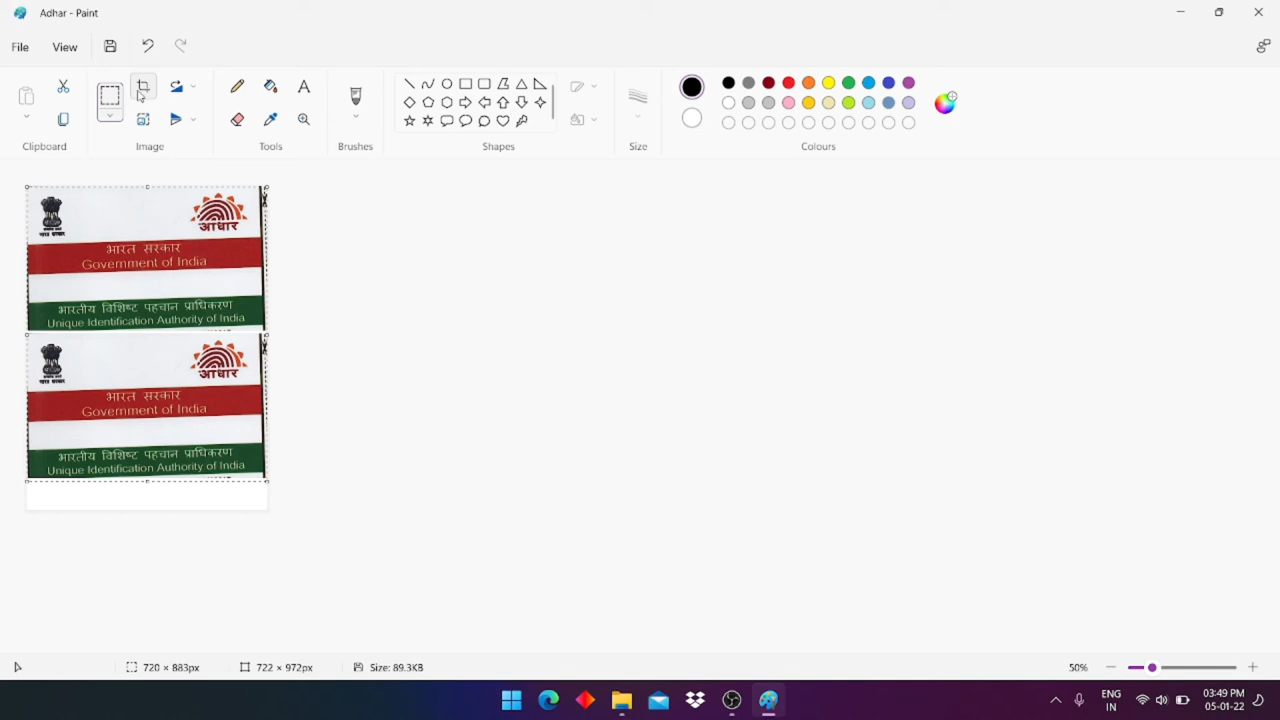 Adhar - Paint
File
View
Clipboard
Image
Tools
Brushes
Shapes
Size
Colours
आधार
भारत सरकार
Government of India
भारतीय विशिष्ट पहचान प्राधिकरण
Unique Identification Authority of India
आधार
भारत सरकार
Government of India
भारतीय विशिष्ट पहचान प्राधिकरण
Unique Identification Authority of India
720 × 883px
722 × 972px
Size: 89.3KB
50%
ENG
IN
03:49 PM
05-01-22